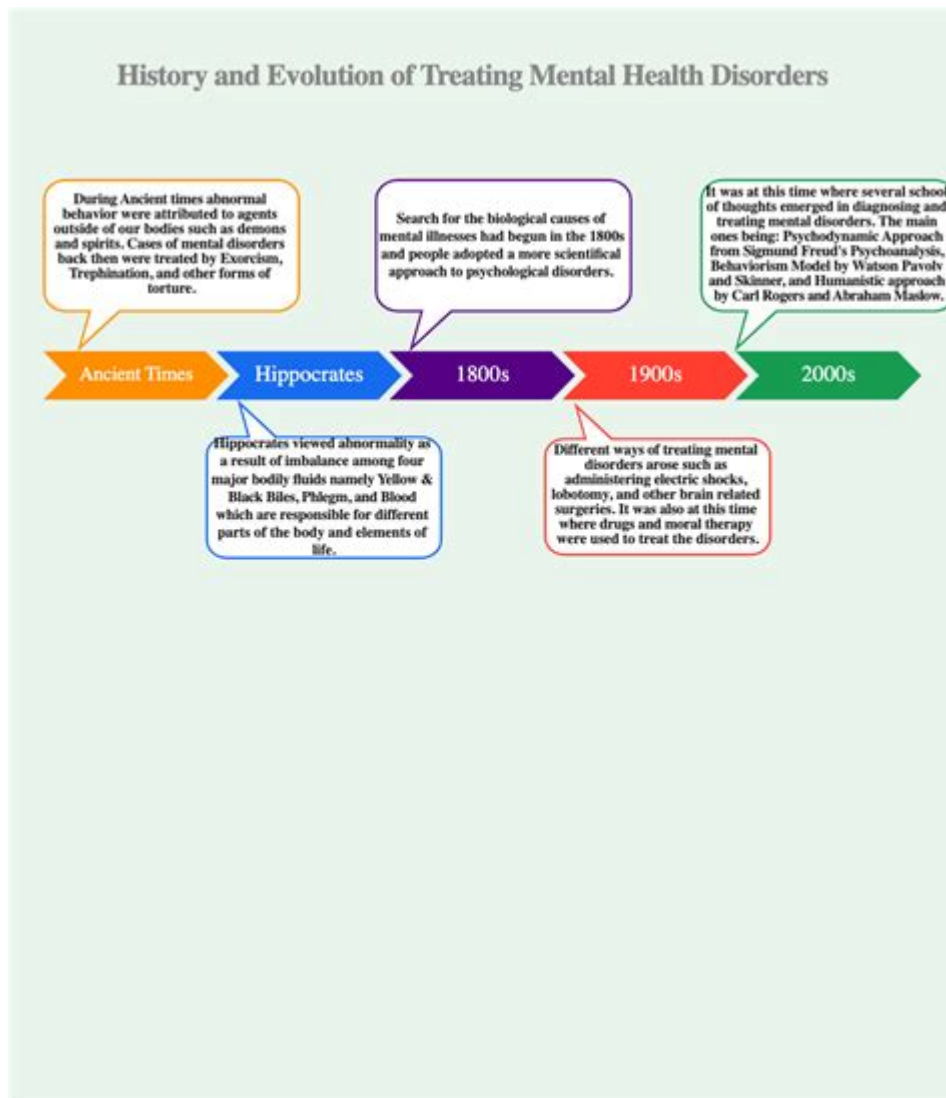 History and Evolution of Treating Mental Health Disorders
During Ancient times abnormal
behavior were attributed to agents
outside of our bodies such as demons
and spirits. Cases of mental disorders
back then were treated by Exorcism,
Trephination, and other forms of
torture.
Search for the biological causes of
mental illnesses had begun in the 1800s
and people adopted a more scientifical
approach to psychological disorders.
It was at this time where several school
of thoughts emerged in diagnosing and
treating mental disorders. The main
ones being: Psychodynamic Approach
from Sigmund Freud's Psychoanalysis,
Behaviorism Model by Watson Pavolv
and Skinner, and Humanistic approach
by Carl Rogers and Abraham Maslow.
Ancient Times
Hippocrates
1800s
1900s
2000s
Hippocrates viewed abnormality as
a result of imbalance among four
major bodily fluids namely Yellow &
Black Biles, Phlegm, and Blood
which are responsible for different
parts of the body and elements of
life.
Different ways of treating mental
disorders arose such as
administering electric shocks,
lobotomy, and other brain related
surgeries. It was also at this time
where drugs and moral therapy
were used to treat the disorders.